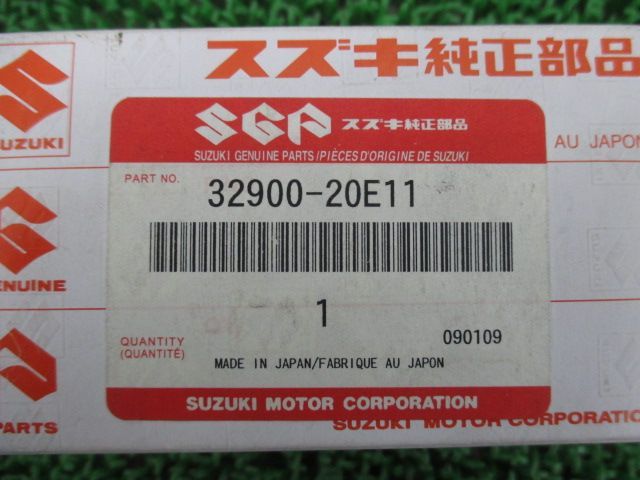 スズキ純正部品
SUZUKI
SGP スズキ純正部品
SUZUKI GENUINE PARTS/PIÈCES D'ORIGINE DE SUZUKI
AU JAPON
PART NO. 32900-20E11
GENUINE
1
QUANTITY
(QUANTITÉ)
090109
MADE IN JAPAN/FABRIQUE AU JAPON
SUZUKI MOTOR CORPORATION
PARTS
SUZUKI MOTOR CORPORATION